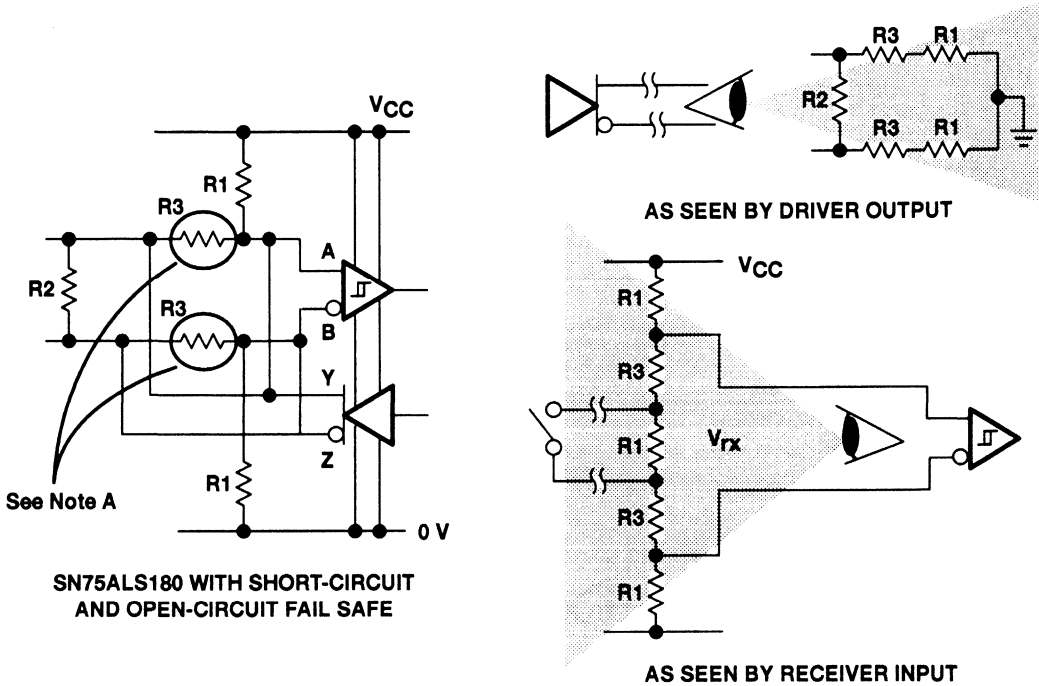 VCC
R1
R3
R2
R3
A
B
Y
Z
R1
See Note A
0 V
SN75ALS180 WITH SHORT-CIRCUIT
AND OPEN-CIRCUIT FAIL SAFE
R3
R1
R2
R3
R1
AS SEEN BY DRIVER OUTPUT
VCC
R1
R3
R1
Vrx
R3
R1
AS SEEN BY RECEIVER INPUT